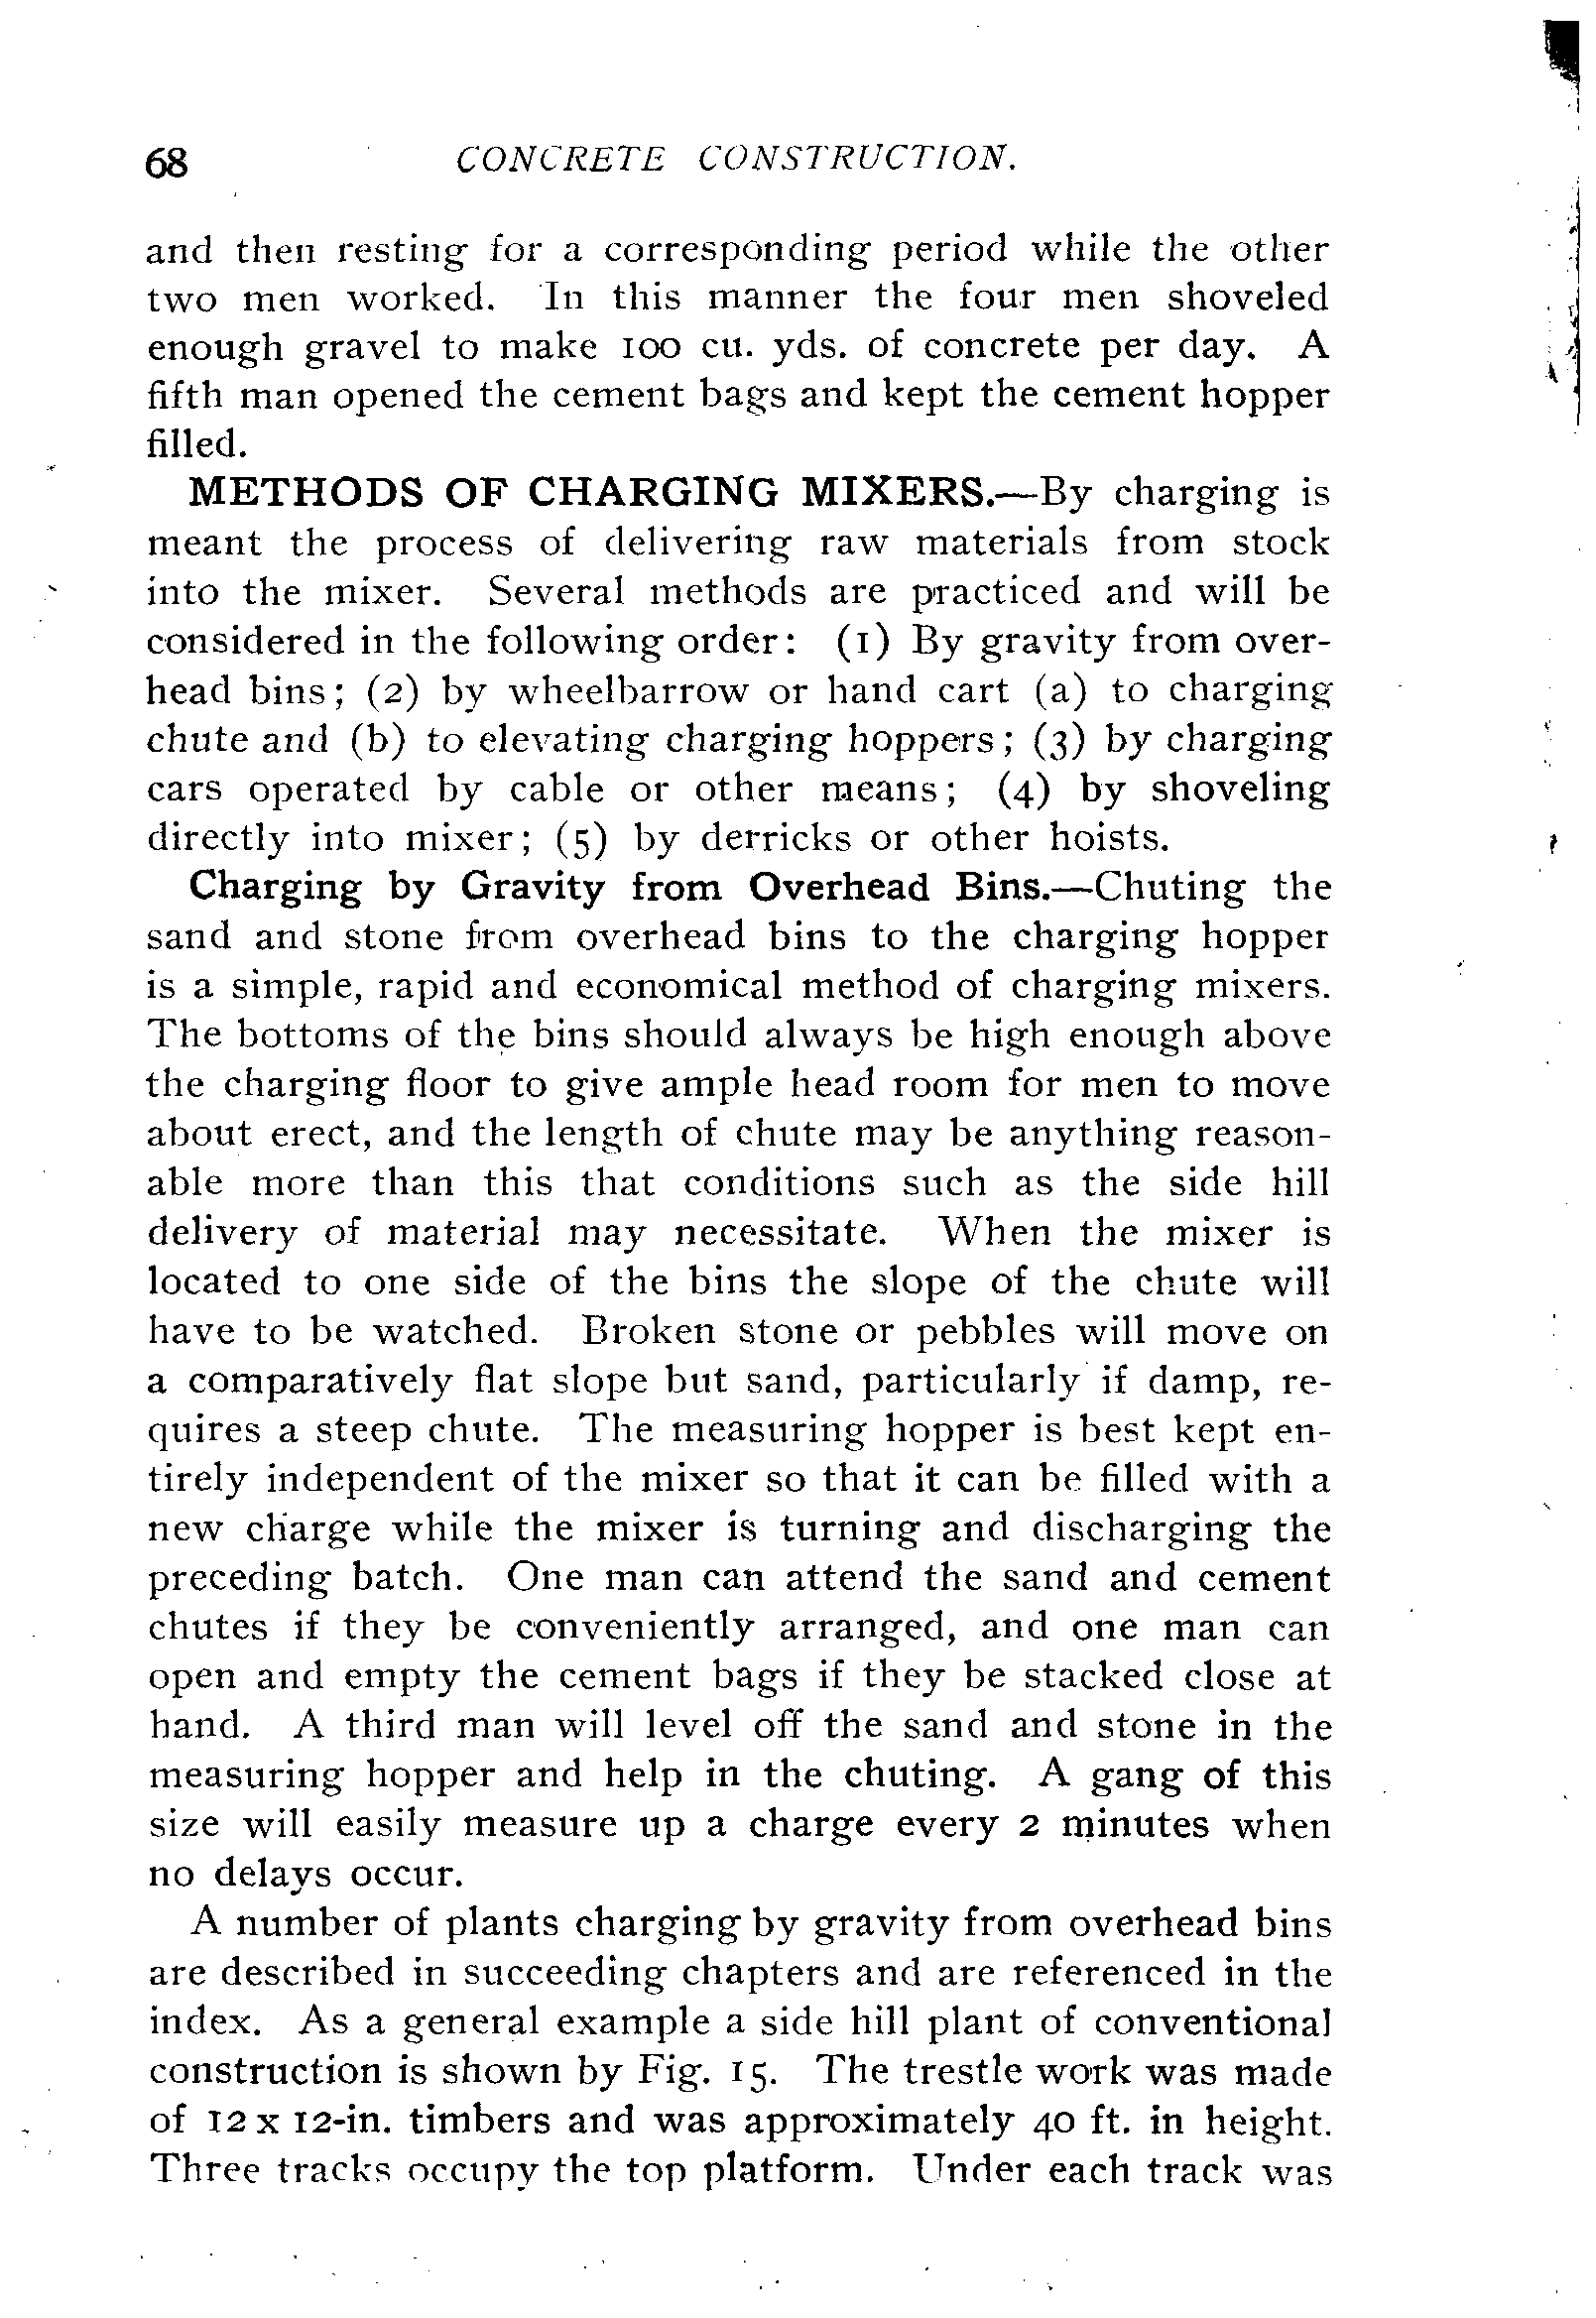 68 CONCRETE CONSTRUCTION.
and then resting for a corresponding period while the other
two men worked. In this manner the four men shoveled
enough gravel to make 100 cu. yds. of concrete per day. A
fifth man opened the cement bags and kept the cement hopper
filled.
METHODS OF CHARGING MIXERS.—By charging is
meant the process of delivering raw materials from stock
into the mixer. Several methods are practiced and will be
considered in the following order: (1) By gravity from over-
head bins; (2) by wheelbarrow or hand cart (a) to charging
chute and (b) to elevating charging hoppers; (3) by charging
cars operated by cable or other means; (4) by shoveling
directly into mixer; (5) by derricks or other hoists.
Charging by Gravity from Overhead Bins.—Chuting the
sand and stone from overhead bins to the charging hopper
is a simple, rapid and economical method of charging mixers.
The bottoms of the bins should always be high enough above
the charging floor to give ample head room for men to move
about erect, and the length of chute may be anything reason-
able more than this that conditions such as the side hill
delivery of material may necessitate. When the mixer is
located to one side of the bins the slope of the chute will
have to be watched. Broken stone or pebbles will move on
a comparatively flat slope but sand, particularly if damp, re-
quires a steep chute. The measuring hopper is best kept en-
tirely independent of the mixer so that it can be filled with a
new charge while the mixer is turning and discharging the
preceding batch. One man can attend the sand and cement
chutes if they be conveniently arranged, and one man can
open and empty the cement bags if they be stacked close at
hand. A third man will level off the sand and stone in the
measuring hopper and help in the chuting. A gang of this
size will easily measure up a charge every 2 minutes when
no delays occur.
A number of plants charging by gravity from overhead bins
are described in succeeding chapters and are referenced in the
index. As a general example a side hill plant of conventional
construction is shown by Fig. 15. The trestle work was made
of 12 x 12-in. timbers and was approximately 40 ft. in height.
Three tracks occupy the top platform. Under each track was